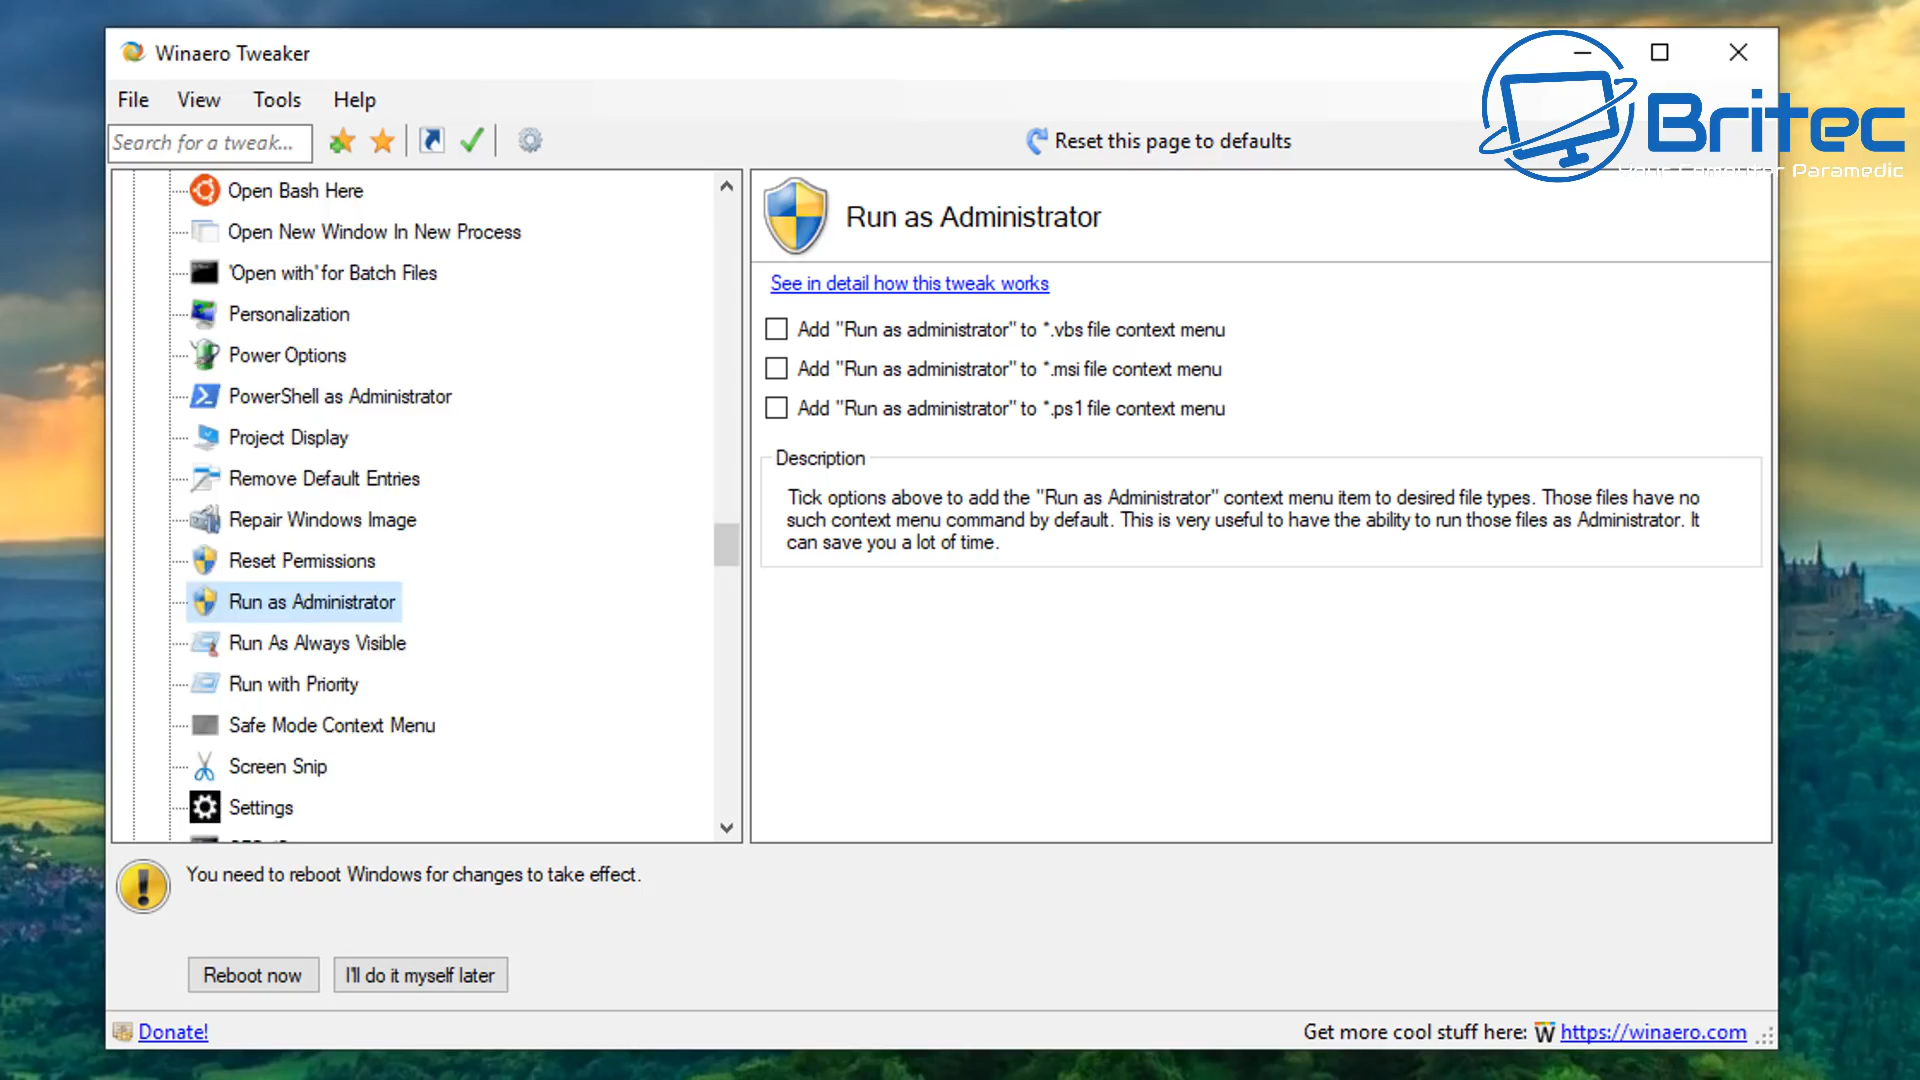 Winaero Tweaker
File View Tools Help
Search for a tweak...
Reset this page to defaults
Britec
Your Computer Paramedic
Open Bash Here
Open New Window In New Process
'Open with' for Batch Files
Personalization
Power Options
PowerShell as Administrator
Project Display
Remove Default Entries
Repair Windows Image
Reset Permissions
Run as Administrator
Run As Always Visible
Run with Priority
Safe Mode Context Menu
Screen Snip
Settings
Run as Administrator
See in detail how this tweak works
Add "Run as administrator" to *.vbs file context menu
Add "Run as administrator" to *.msi file context menu
Add "Run as administrator" to *.ps1 file context menu
Description
Tick options above to add the "Run as Administrator" context menu item to desired file types. Those files have no
such context menu command by default. This is very useful to have the ability to run those files as Administrator. It
can save you a lot of time.
You need to reboot Windows for changes to take effect.
Reboot now
I'll do it myself later
Donate!
Get more cool stuff here: W https://winaero.com